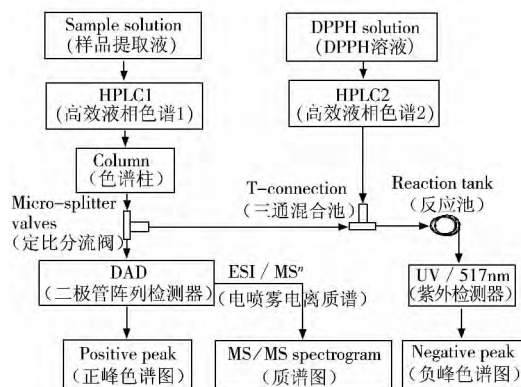 Sample solution
(样品提取液)
DPPH solution
(DPPH溶液)
HPLC1
(高效液相色谱1)
HPLC2
(高效液相色谱2)
Column
(色谱柱)
Micro-splitter
valves
(定比分流阀)
T-connection
(三通混合池)
Reaction tank
(反应池)
DAD
(二极管阵列检测器)
ESI / MSⁿ
(电喷雾电离质谱)
UV / 517nm
(紫外检测器)
Positive peak
(正峰色谱图)
MS/MS spectrogram
(质谱图)
Negative peak
(负峰色谱图)